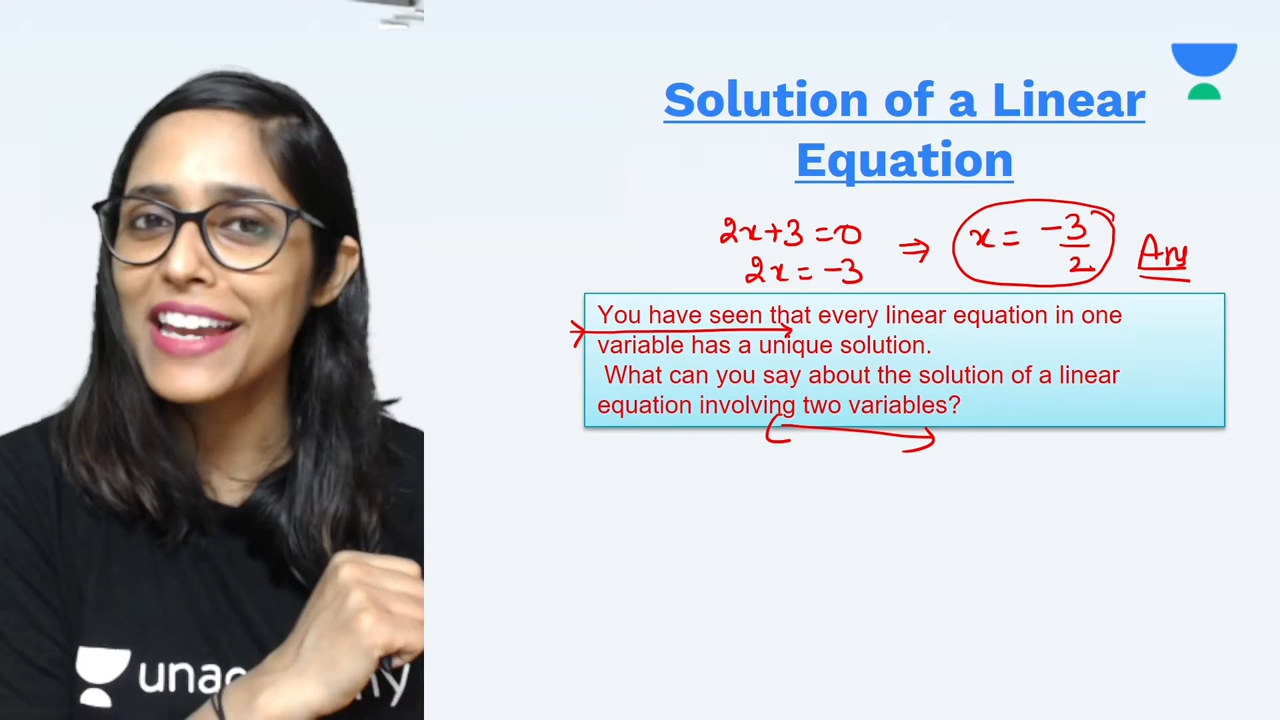 Solution of a Linear
Equation
2x+3=0 ⇒ x = -3/2 Ans
2x = -3
You have seen that every linear equation in one
variable has a unique solution.
What can you say about the solution of a linear
equation involving two variables?